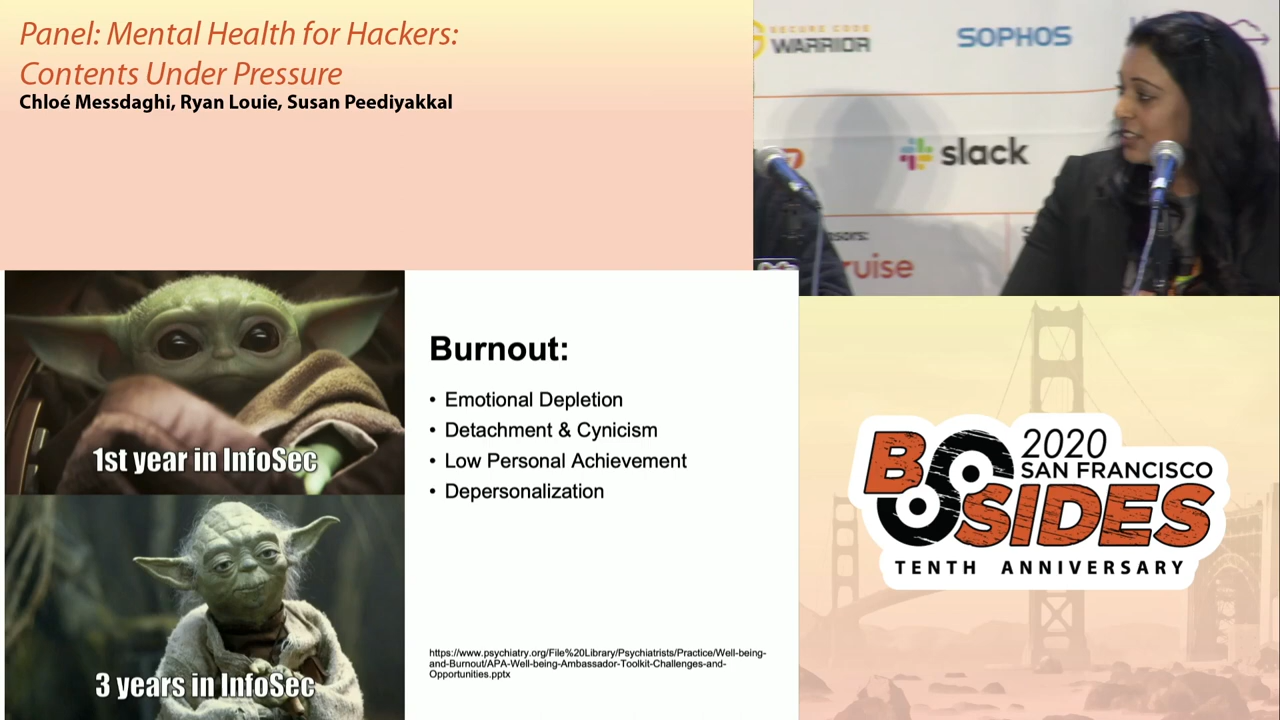 Panel: Mental Health for Hackers:
Contents Under Pressure
Chloé Messdaghi, Ryan Louie, Susan Peediyakkal
SECURE CODE
WARRIOR
SOPHOS
slack
1st year in InfoSec
3 years in InfoSec
Burnout:
• Emotional Depletion
• Detachment & Cynicism
• Low Personal Achievement
• Depersonalization
https://www.psychiatry.org/File%20Library/Psychiatrists/Practice/Well-being-
and-Burnout/APA-Well-being-Ambassador-Toolkit-Challenges-and-
Opportunities.pptx
2020
SAN FRANCISCO
BSIDES
TENTH ANNIVERSARY